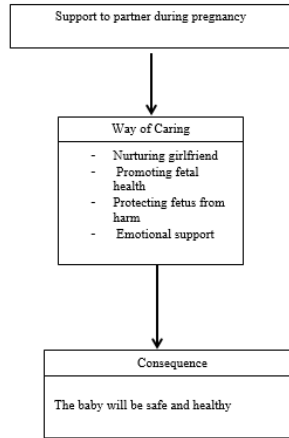 Support to partner during pregnancy
Way of Caring
- Nurturing girlfriend
- Promoting fetal
health
- Protecting fetus from
harm
- Emotional support
Consequence
The baby will be safe and healthy